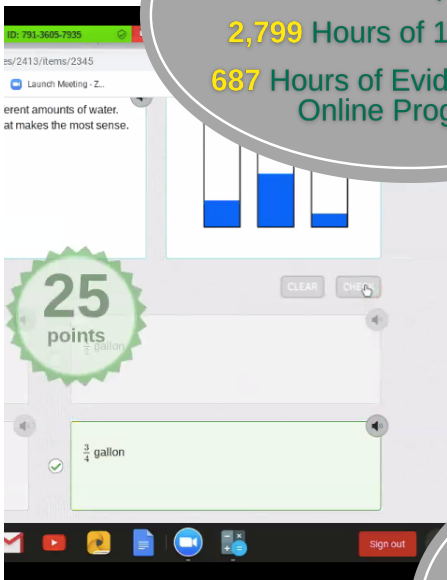 2,799 Hours of 1
687 Hours of Evid
Online Prog
ID: 791-3605-7935
es/2413/items/2345
Launch Meeting - Z...
erent amounts of water.
at makes the most sense.
CLEAR
CHECK
25
points
gallon
3/4 gallon
Sign out